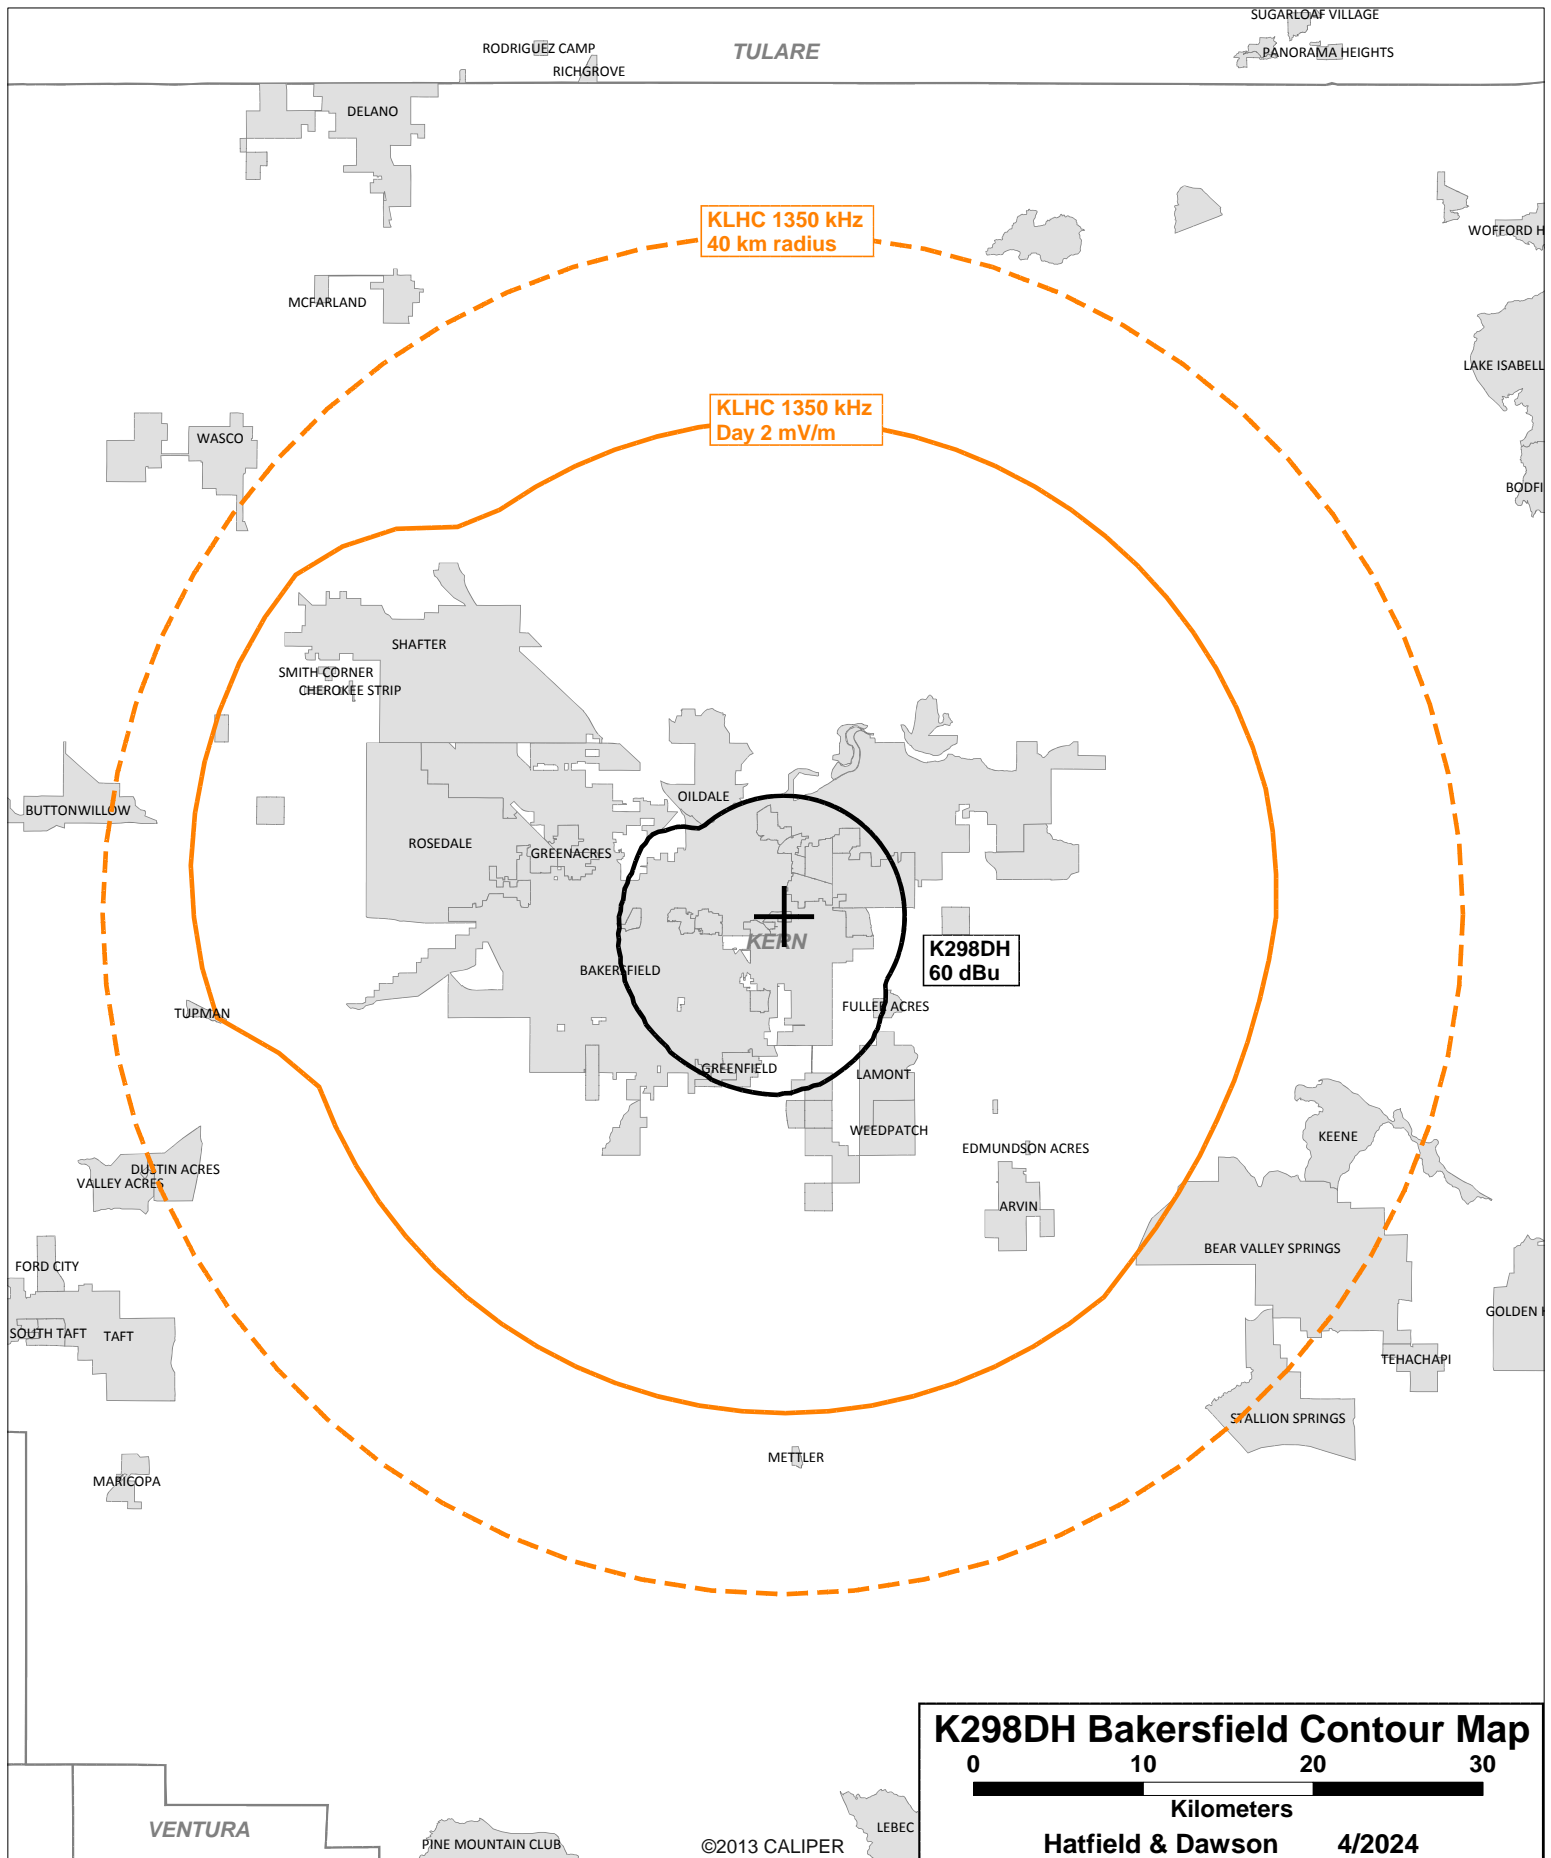 SUGARLOAF VILLAGE
RODRIGUEZ CAMP
TULARE
PANORAMA HEIGHTS
RICHGROVE
DELANO
KLHC 1350 kHz
40 km radius
WOFFORD H
MCFARLAND
LAKE ISABELL
KLHC 1350 kHz
Day 2 mV/m
WASCO
BODFI
SHAFTER
SMITH CORNER
CHEROKEE STRIP
OILDALE
BUTTONWILLOW
ROSEDALE
GREENACRES
KERN
K298DH
60 dBu
BAKERSFIELD
FULLER ACRES
TUPMAN
GREENFIELD
LAMONT
WEEDPATCH
KEENE
EDMUNDSON ACRES
DUSTIN ACRES
VALLEY ACRES
ARVIN
BEAR VALLEY SPRINGS
FORD CITY
GOLDEN H
SOUTH TAFT
TAFT
TEHACHAPI
STALLION SPRINGS
METTLER
MARICOPA
K298DH Bakersfield Contour Map
0 10 20 30
Kilometers
Hatfield & Dawson 4/2024
VENTURA
PINE MOUNTAIN CLUB
©2013 CALIPER
LEBEC